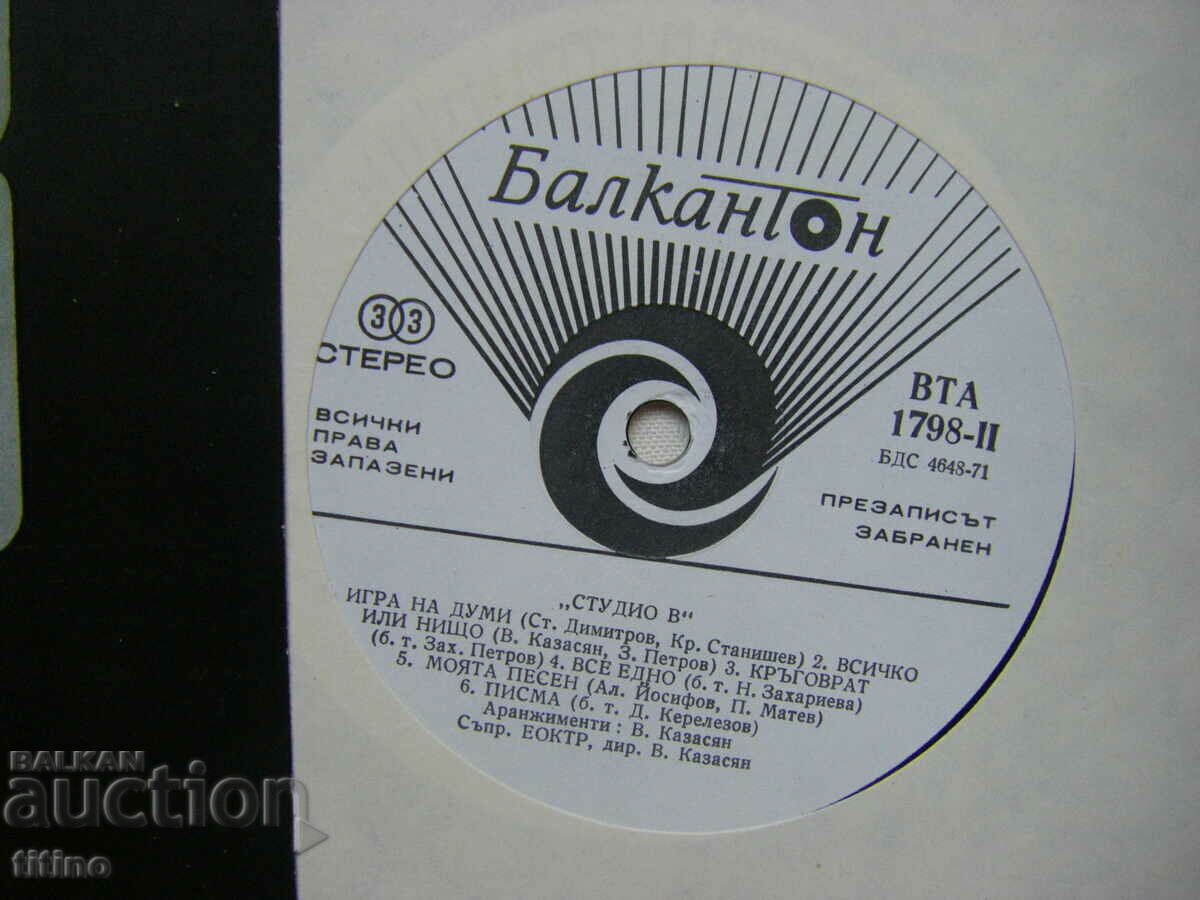 Балкантон
33
СТЕРЕО
ВСИЧКИ
ПРАВА
ЗАПАЗЕНИ
ВТА
1798-II
БДС 4648-71
ПРЕЗАПИСЪТ
ЗАБРАНЕН
„СТУДИО В“
ИГРА НА ДУМИ (Ст. Димитров, Кр. Станишев) 2. ВСИЧКО
ИЛИ НИЩО (В. Казасян, З. Петров) 3. КРЪГОВРАТ
(б. т. Зах. Петров) 4. ВСЕ ЕДНО (б. т. Н. Захариева)
5. МОЯТА ПЕСЕН (Ал. Йосифов, П. Матев)
6. ПИСМА (б. т. Д. Керелезов)
Аранжименти : В. Казасян
Съпр. ЕОКТР, дир. В. Казасян
BALKAN
auction
titino